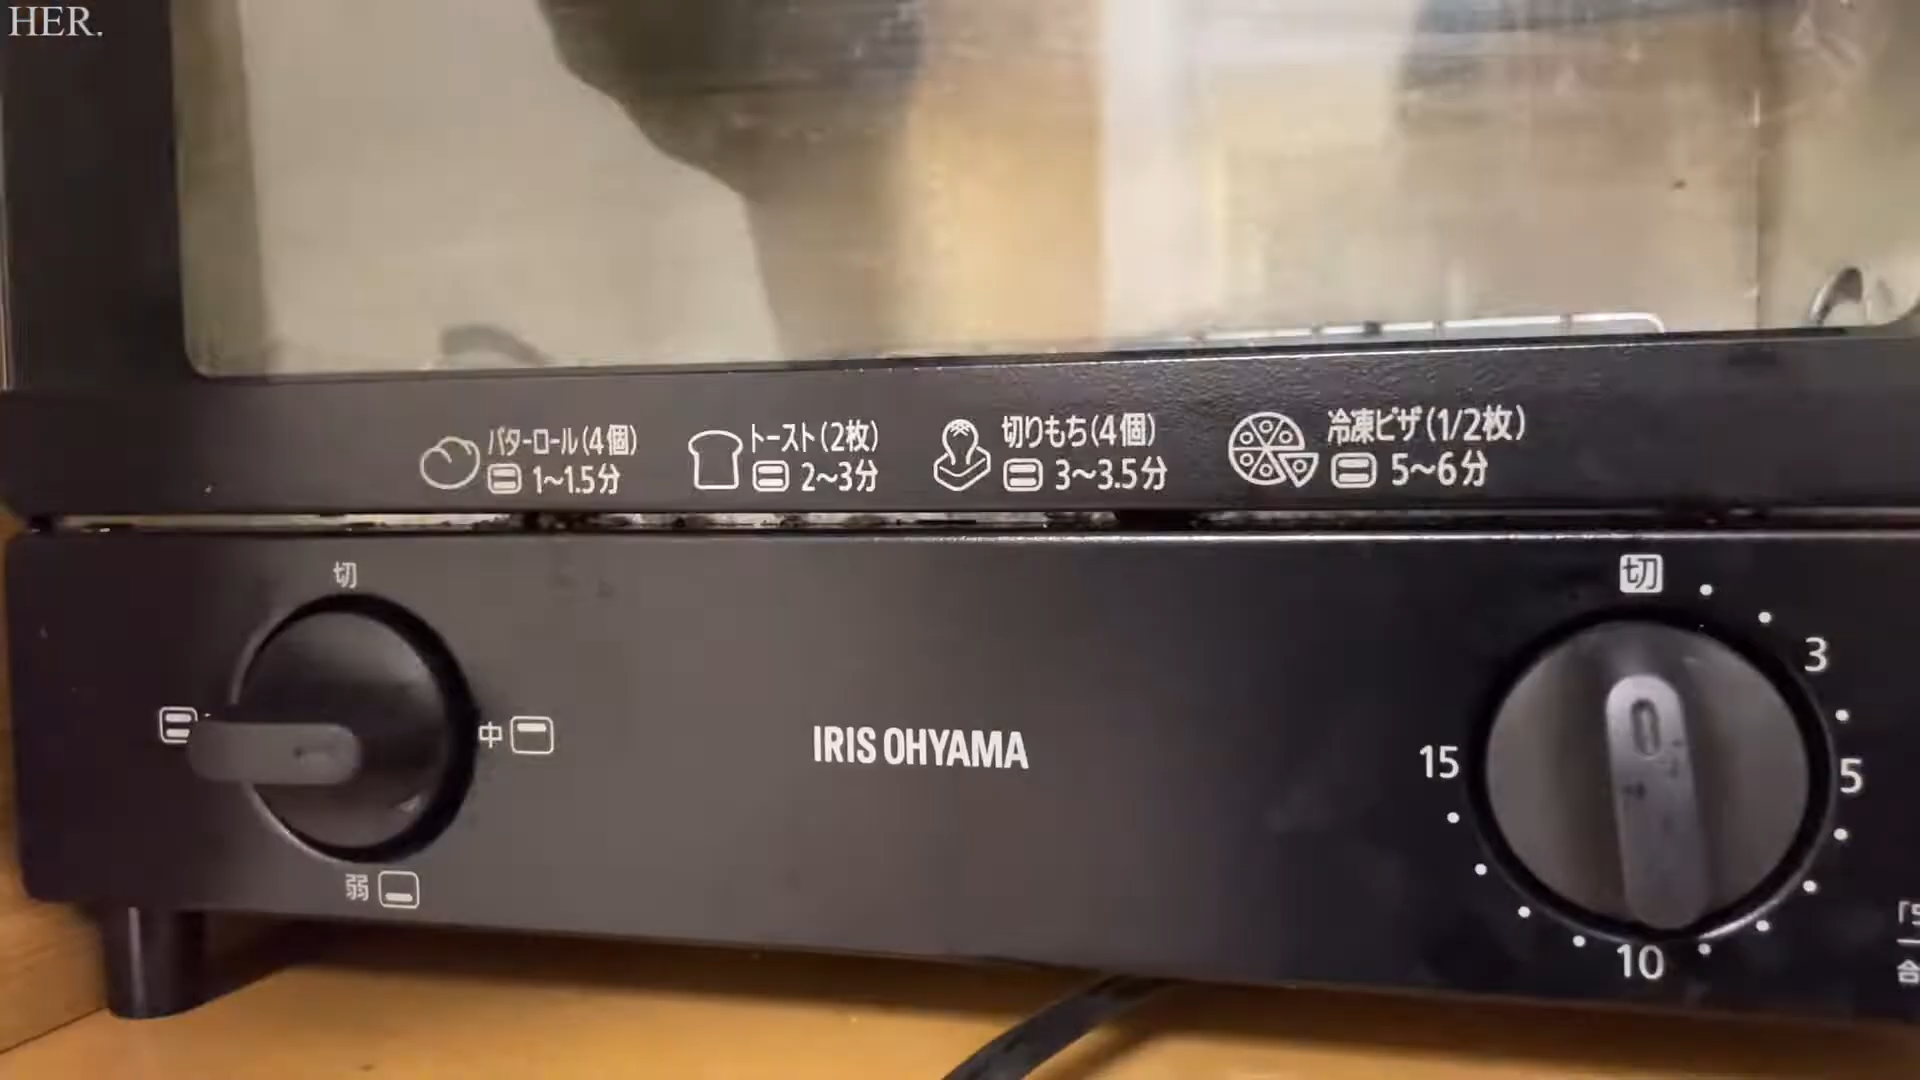 HER.
バターロール(4個)
1~1.5分
トースト(2枚)
2~3分
切りもち(4個)
3~3.5分
冷凍ピザ(1/2枚)
5~6分
切
中
弱
IRIS OHYAMA
切
3
5
10
15